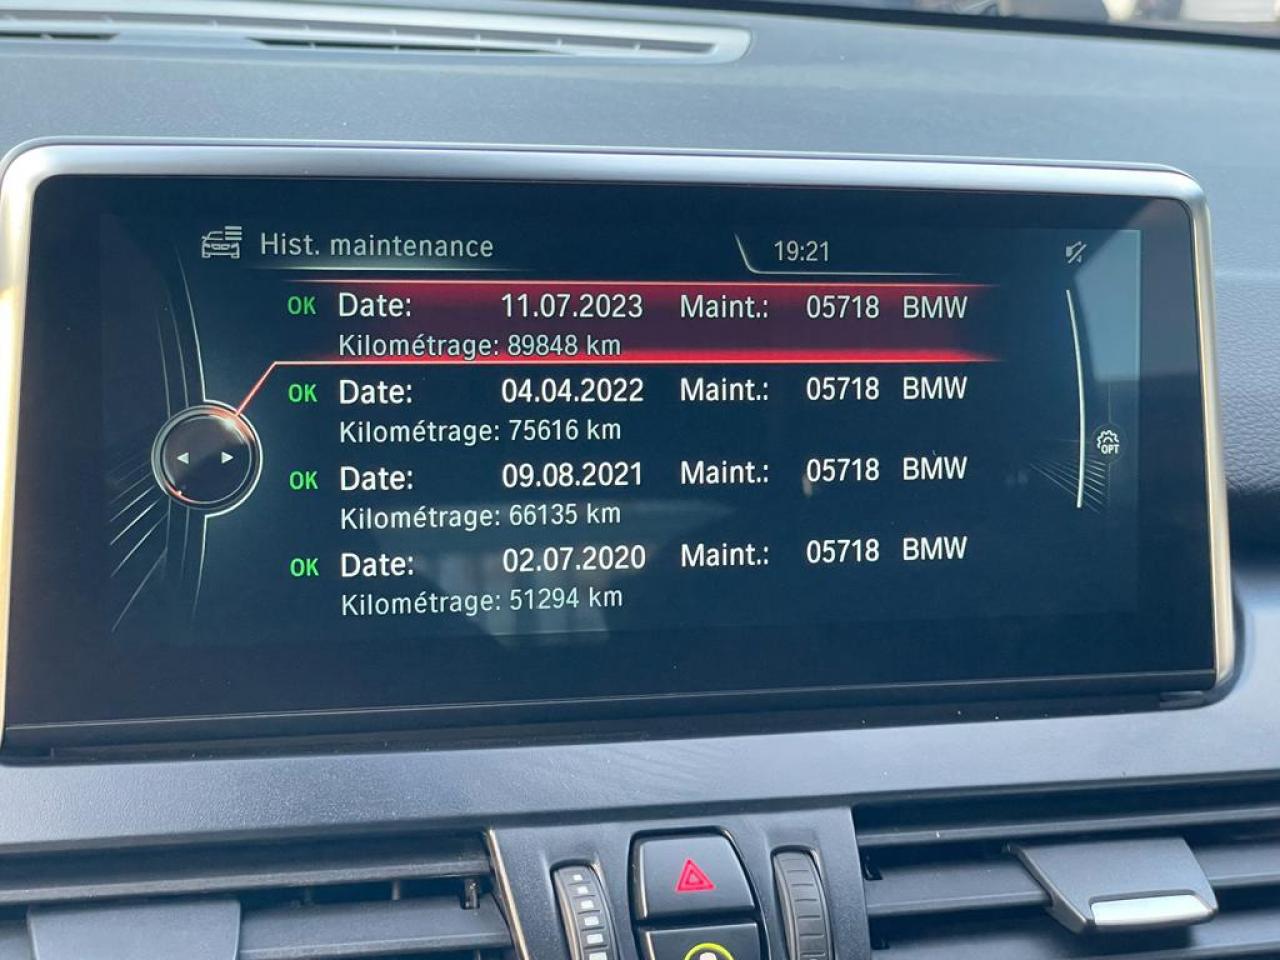 Hist. maintenance 19:21
OK Date: 11.07.2023 Maint.: 05718 BMW
Kilométrage: 89848 km
OK Date: 04.04.2022 Maint.: 05718 BMW
Kilométrage: 75616 km
OK Date: 09.08.2021 Maint.: 05718 BMW
Kilométrage: 66135 km
OPT
OK Date: 02.07.2020 Maint.: 05718 BMW
Kilométrage: 51294 km